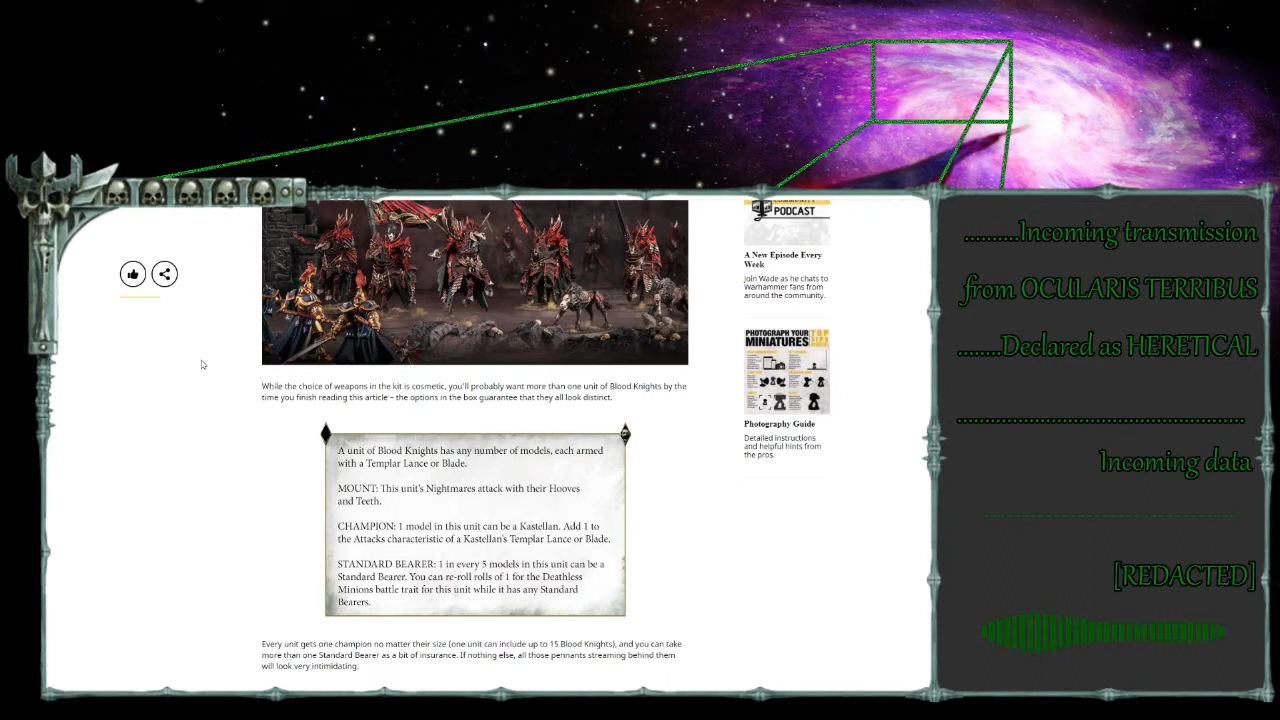 While the choice of weapons in the kit is cosmetic, you'll probably want more than one unit of Blood Knights by the
time you finish reading this article – the options in the box guarantee that they all look distinct.
A unit of Blood Knights has any number of models, each armed
with a Templar Lance or Blade.
MOUNT: This unit's Nightmares attack with their Hooves
and Teeth.
CHAMPION: 1 model in this unit can be a Kastellan. Add 1 to
the Attacks characteristic of a Kastellan's Templar Lance or Blade.
STANDARD BEARER: 1 in every 5 models in this unit can be a
Standard Bearer. You can re-roll rolls of 1 for the Deathless
Minions battle trait for this unit while it has any Standard
Bearers.
Every unit gets one champion no matter their size (one unit can include up to 15 Blood Knights), and you can take
more than one Standard Bearer as a bit of insurance. If nothing else, all those pennants streaming behind them
will look very intimidating.
PODCAST
A New Episode Every
Week
Join Wade as he chats to
Warhammer fans from
around the community.
PHOTOGRAPH YOUR
MINIATURES
TOP
Photography Guide
Detailed instructions
and helpful hints from
the pros.
..........Incoming transmission
from OCULARIS TERRIBUS
........Declared as HERETICAL
.....................................................
Incoming data
[REDACTED]